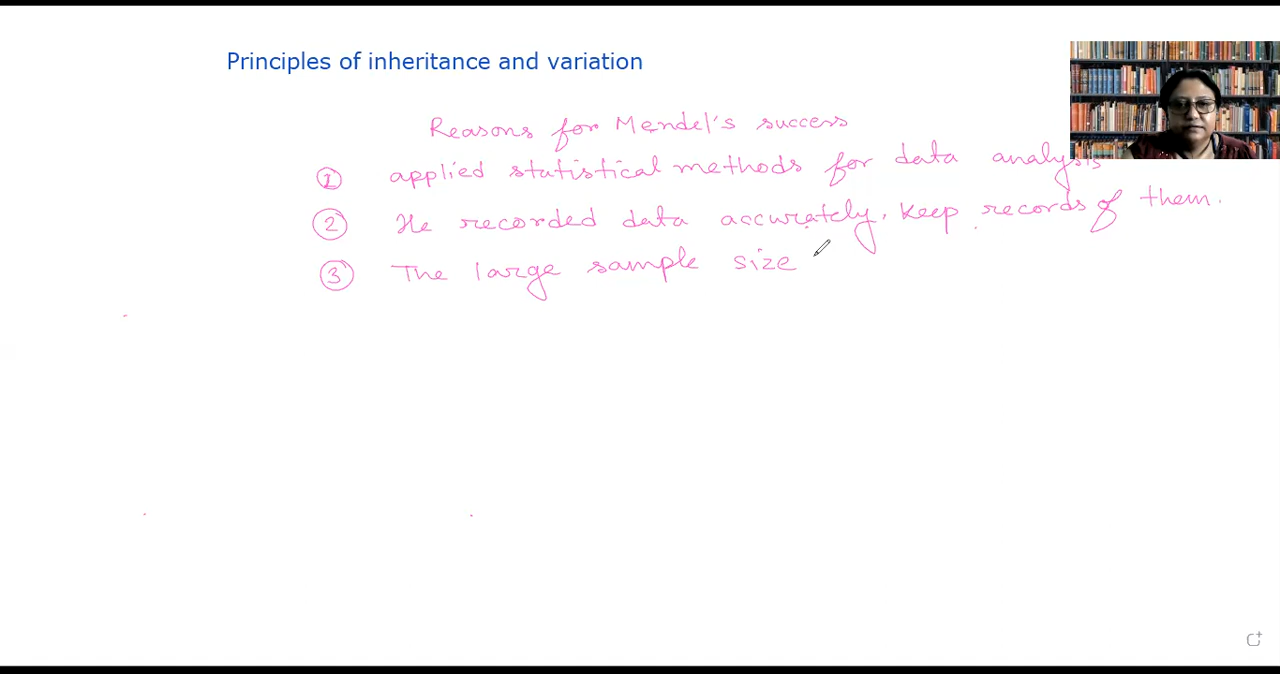 Principles of inheritance and variation
Reasons for Mendel's success
① applied statistical methods for data analysis
② He recorded data accurately, Keep records of them.
③ The large sample size